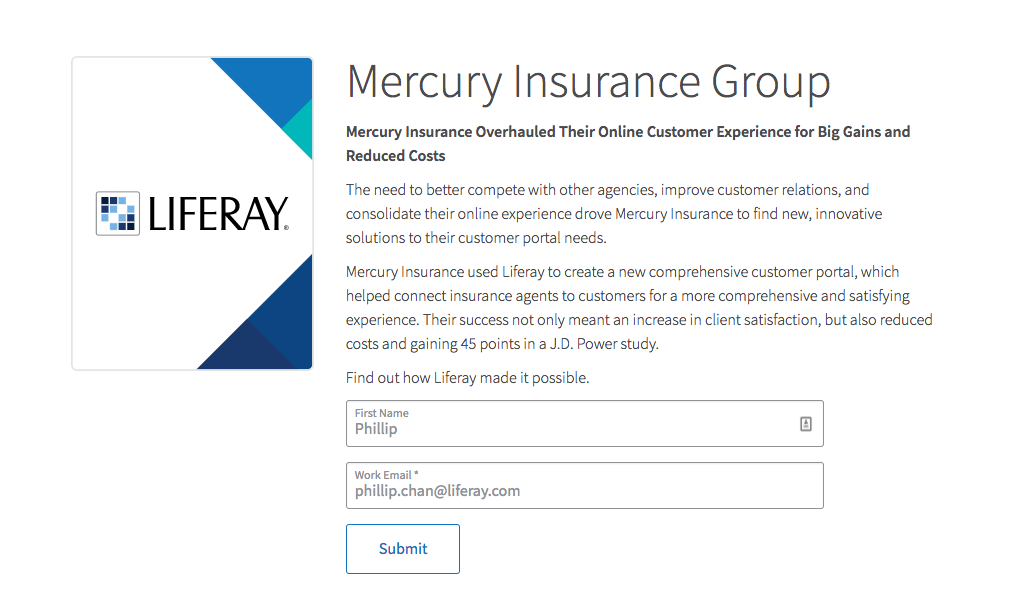 Mercury Insurance Group
LIFERAY®
Mercury Insurance Overhauled Their Online Customer Experience for Big Gains and
Reduced Costs
The need to better compete with other agencies, improve customer relations, and
consolidate their online experience drove Mercury Insurance to find new, innovative
solutions to their customer portal needs.
Mercury Insurance used Liferay to create a new comprehensive customer portal, which
helped connect insurance agents to customers for a more comprehensive and satisfying
experience. Their success not only meant an increase in client satisfaction, but also reduced
costs and gaining 45 points in a J.D. Power study.
Find out how Liferay made it possible.
First Name
Phillip
Work Email *
phillip.chan@liferay.com
Submit